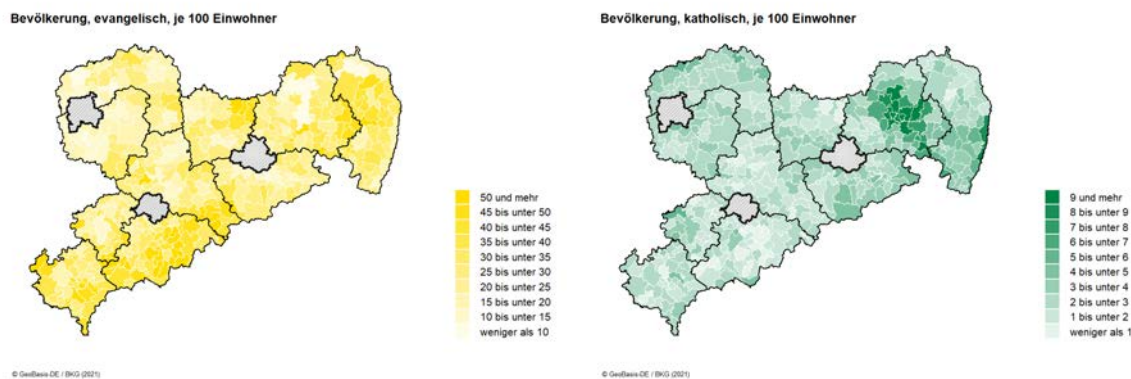 Bevölkerung, evangelisch, je 100 Einwohner
50 und mehr
45 bis unter 50
40 bis unter 45
35 bis unter 40
30 bis unter 35
25 bis unter 30
20 bis unter 25
15 bis unter 20
10 bis unter 15
weniger als 10
© GeoBasis-DE / BKG (2021)
Bevölkerung, katholisch, je 100 Einwohner
9 und mehr
8 bis unter 9
7 bis unter 8
6 bis unter 7
5 bis unter 6
4 bis unter 5
3 bis unter 4
2 bis unter 3
1 bis unter 2
weniger als 1
© GeoBasis-DE / BKG (2021)